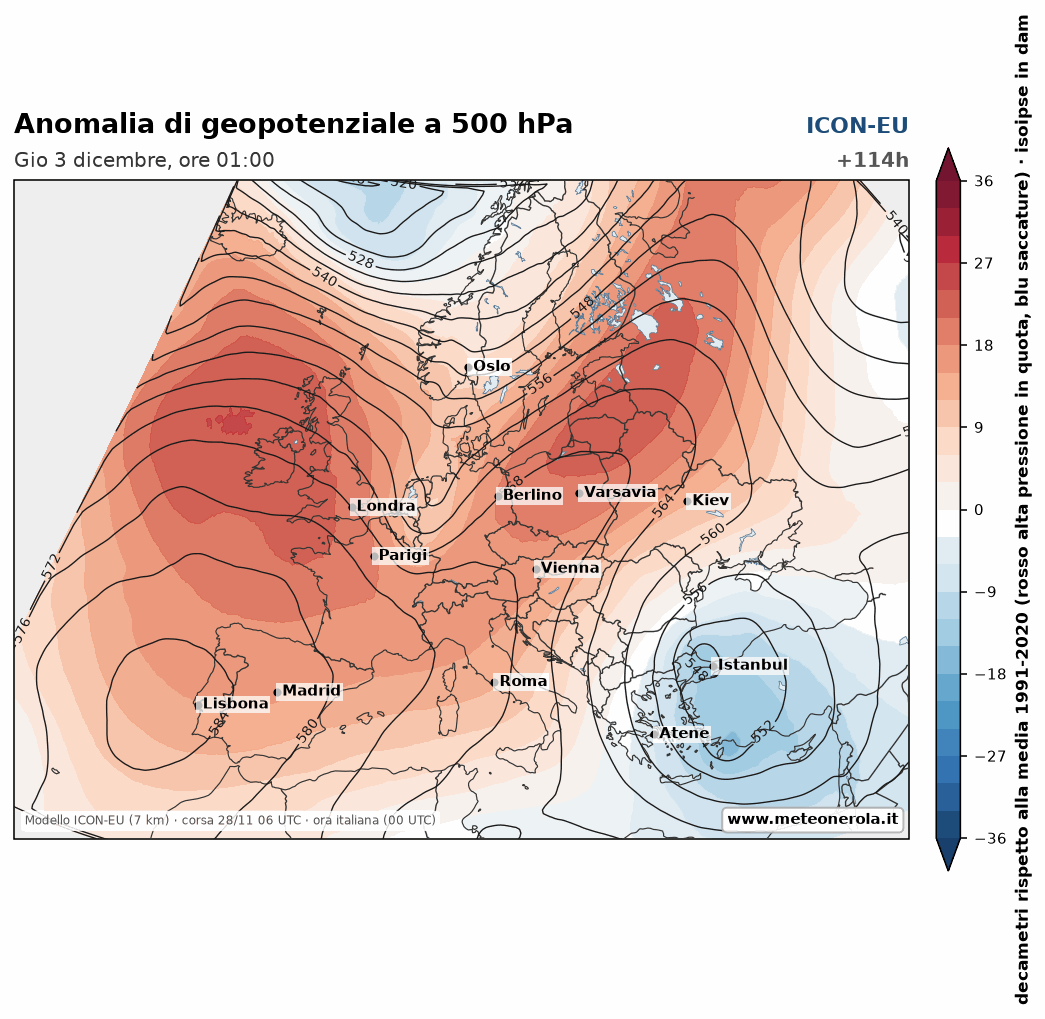 Anomalia di geopotenziale a 500 hPa
ICON-EU
Gio 3 dicembre, ore 01:00
+114h
520
528
540
540
548
556
Oslo
Berlino
Varsavia
Kiev
Londra
564
560
Parigi
Vienna
572
556
576
548
Istanbul
Roma
Madrid
Lisbona
584
580
552
Atene
Modello ICON-EU (7 km) · corsa 28/11 06 UTC · ora italiana (00 UTC)
www.meteonerola.it
36
27
18
9
0
−9
−18
−27
−36
decametri rispetto alla media 1991-2020 (rosso alta pressione in quota, blu saccature) · isoipse in dam